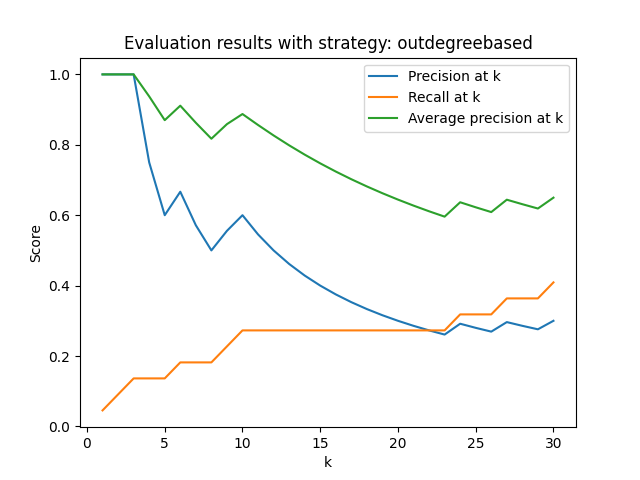 Evaluation results with strategy: outdegreebased
Precision at k
Recall at k
Average precision at k
Score
1.0
0.8
0.6
0.4
0.2
0.0
0 5 10 15 20 25 30
k